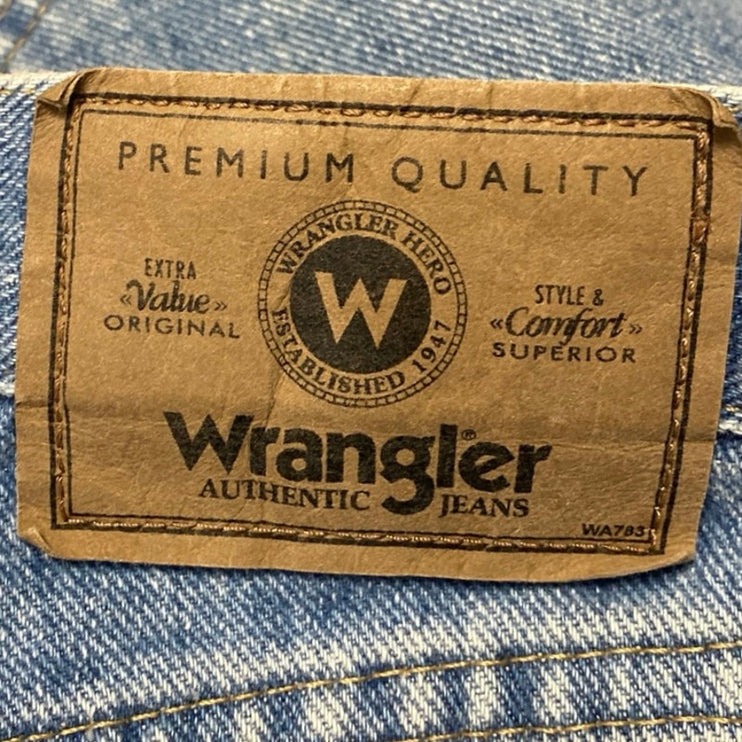 PREMIUM QUALITY
WRANGLER HERO
ESTABLISHED 1947
W
EXTRA
«Value»
ORIGINAL
STYLE &
«Comfort»
SUPERIOR
Wrangler®
AUTHENTIC JEANS
WA783